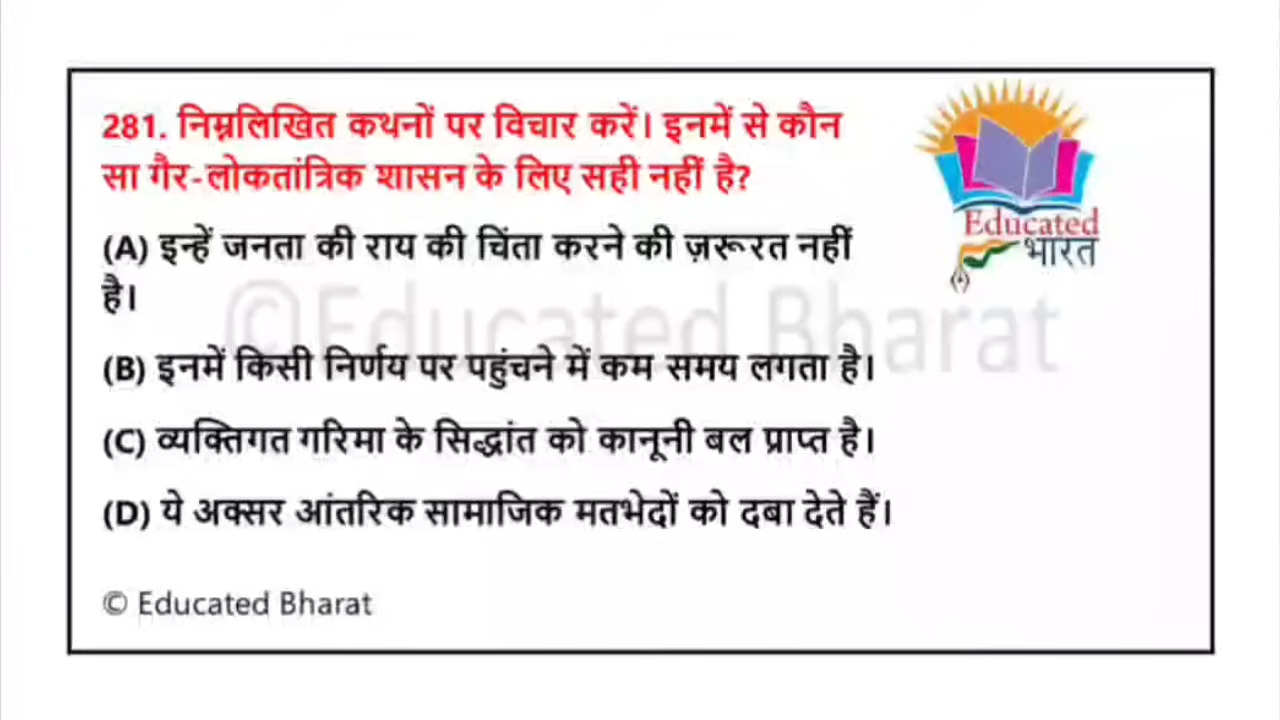 281. निम्नलिखित कथनों पर विचार करें। इनमें से कौन
सा गैर-लोकतांत्रिक शासन के लिए सही नहीं है?
(A) इन्हें जनता की राय की चिंता करने की ज़रूरत नहीं
है।
(B) इनमें किसी निर्णय पर पहुंचने में कम समय लगता है।
(C) व्यक्तिगत गरिमा के सिद्धांत को कानूनी बल प्राप्त है।
(D) ये अक्सर आंतरिक सामाजिक मतभेदों को दबा देते हैं।
© Educated Bharat
Educated
भारत
©Educated Bharat